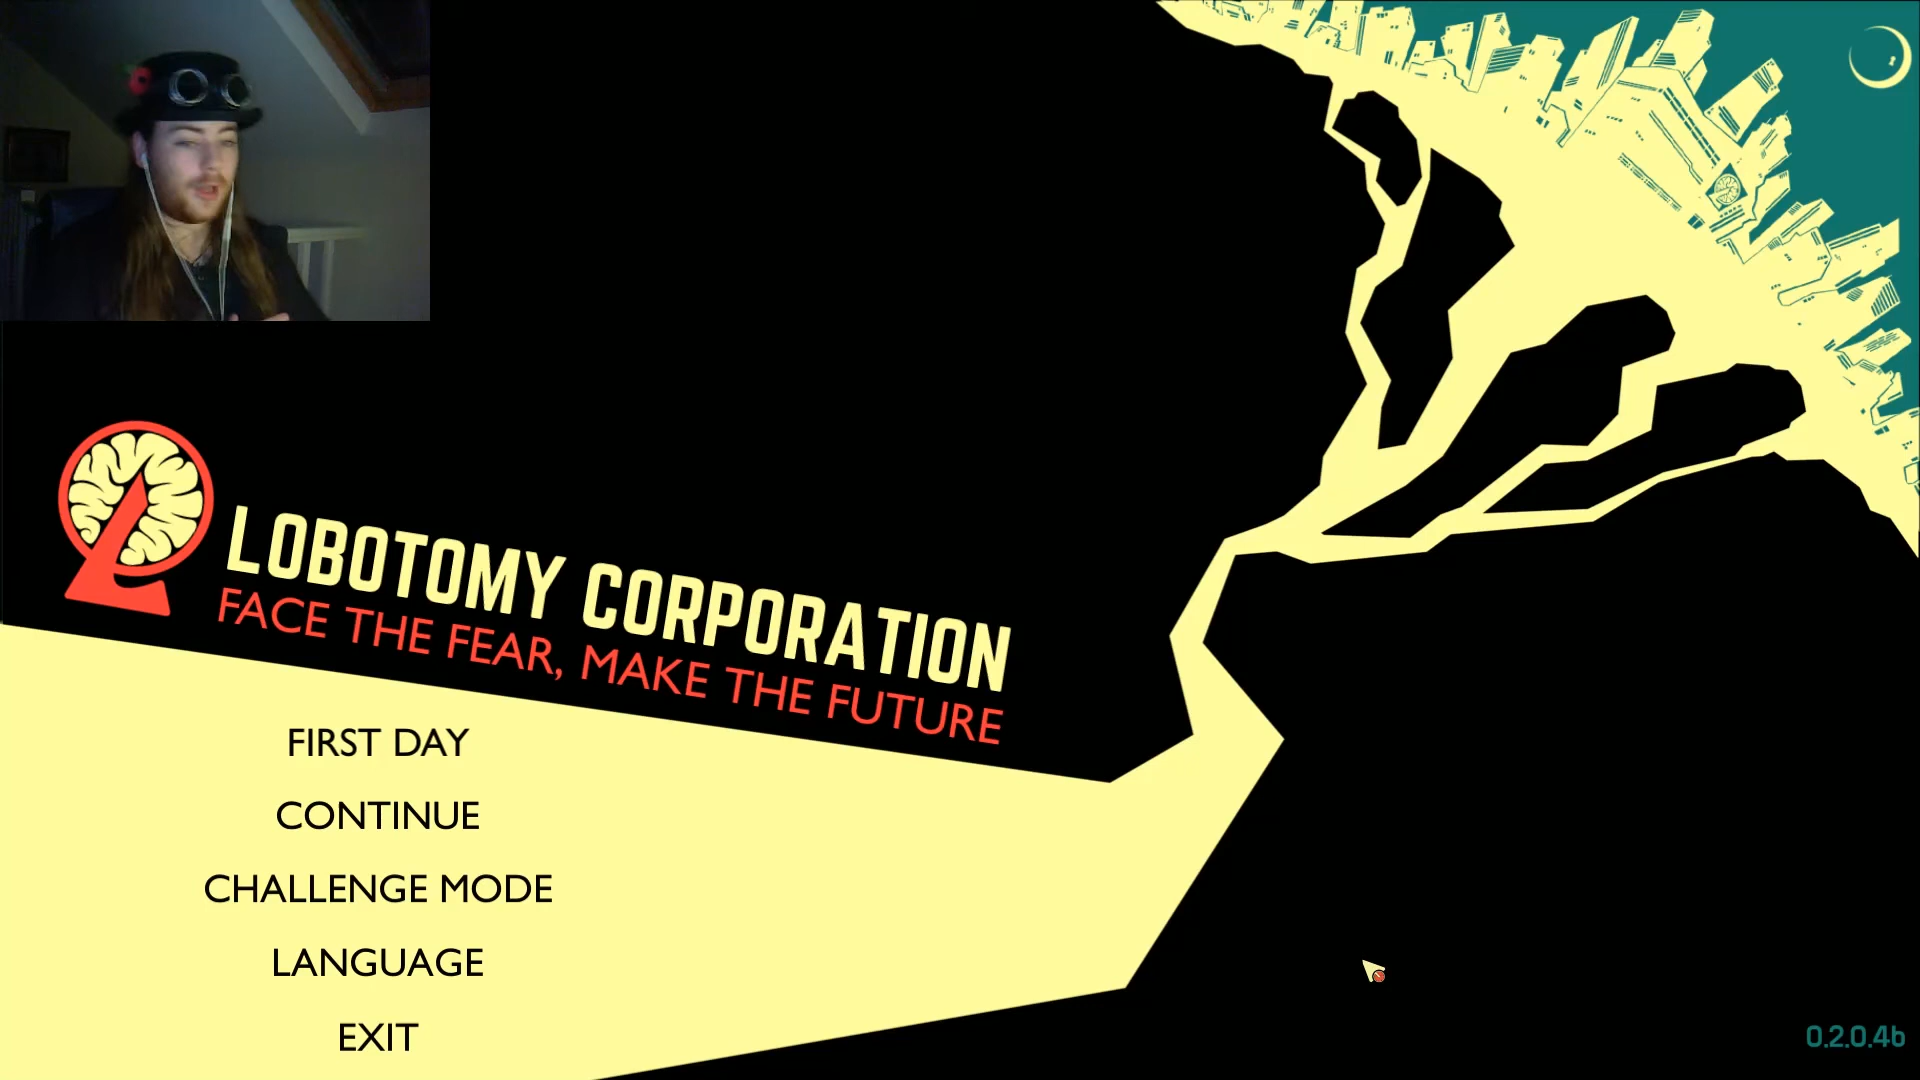 LOBOTOMY CORPORATION
FACE THE FEAR, MAKE THE FUTURE
FIRST DAY
CONTINUE
CHALLENGE MODE
LANGUAGE
EXIT
0.2.0.4b